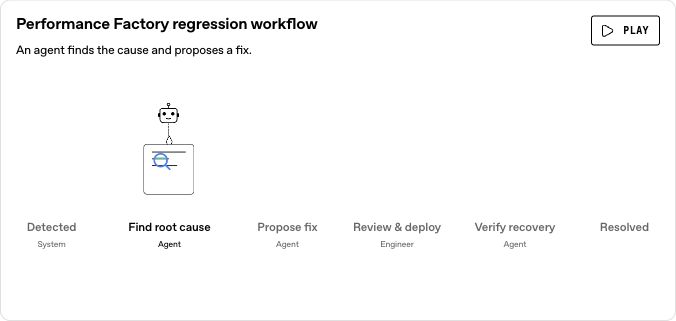 Performance Factory regression workflow
An agent finds the cause and proposes a fix.
PLAY
Detected
System
Find root cause
Agent
Propose fix
Agent
Review & deploy
Engineer
Verify recovery
Agent
Resolved